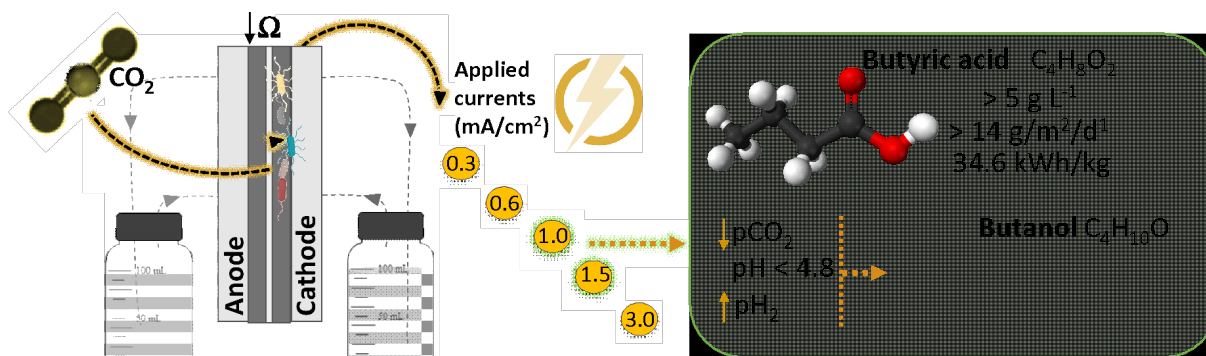 CO₂
Ω
Anode
Cathode
100 mL
50 mL
100 mL
50 mL
Applied
currents
(mA/cm²)
0.3
0.6
1.0
1.5
3.0
Butyric acid C₄H₈O₂
> 5 g L⁻¹
> 14 g/m²/d¹
34.6 kWh/kg
Butanol C₄H₁₀O
↓ pCO₂
pH < 4.8
↑ pH₂